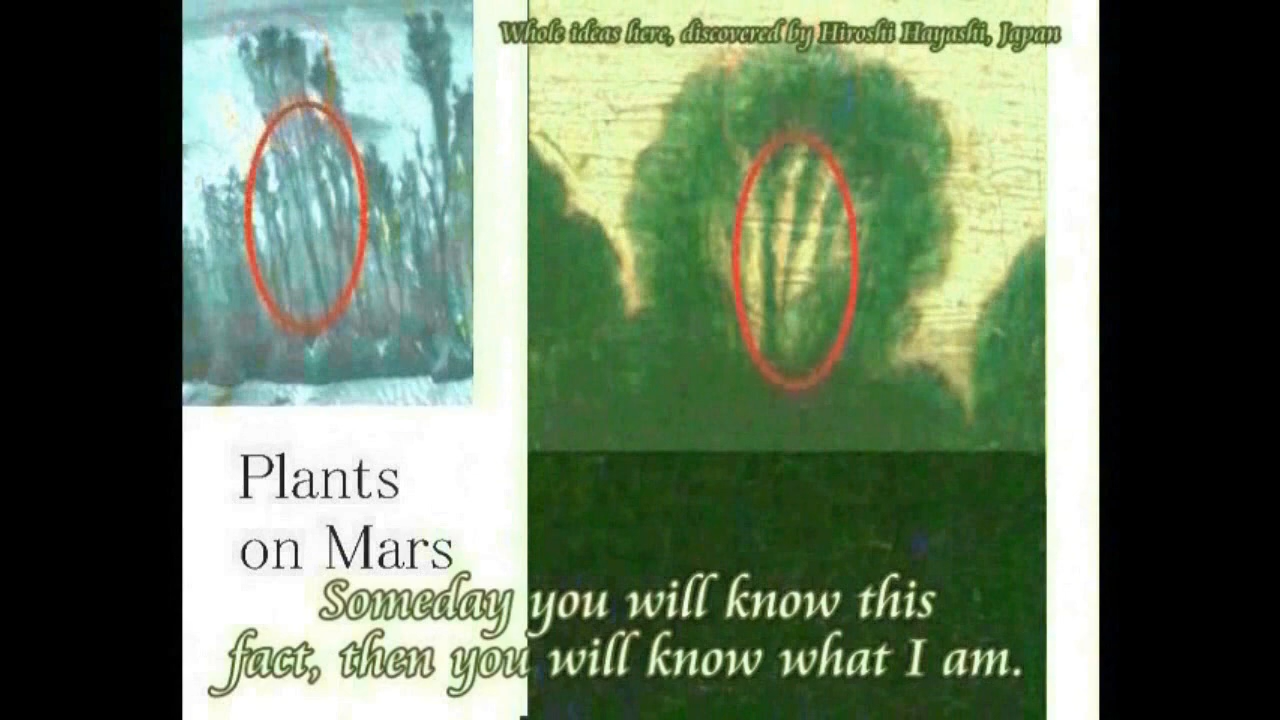 Whole ideas here, discovered by Hiroshi Hayashi, Japan
Plants
on Mars
Someday you will know this
fact, then you will know what I am.